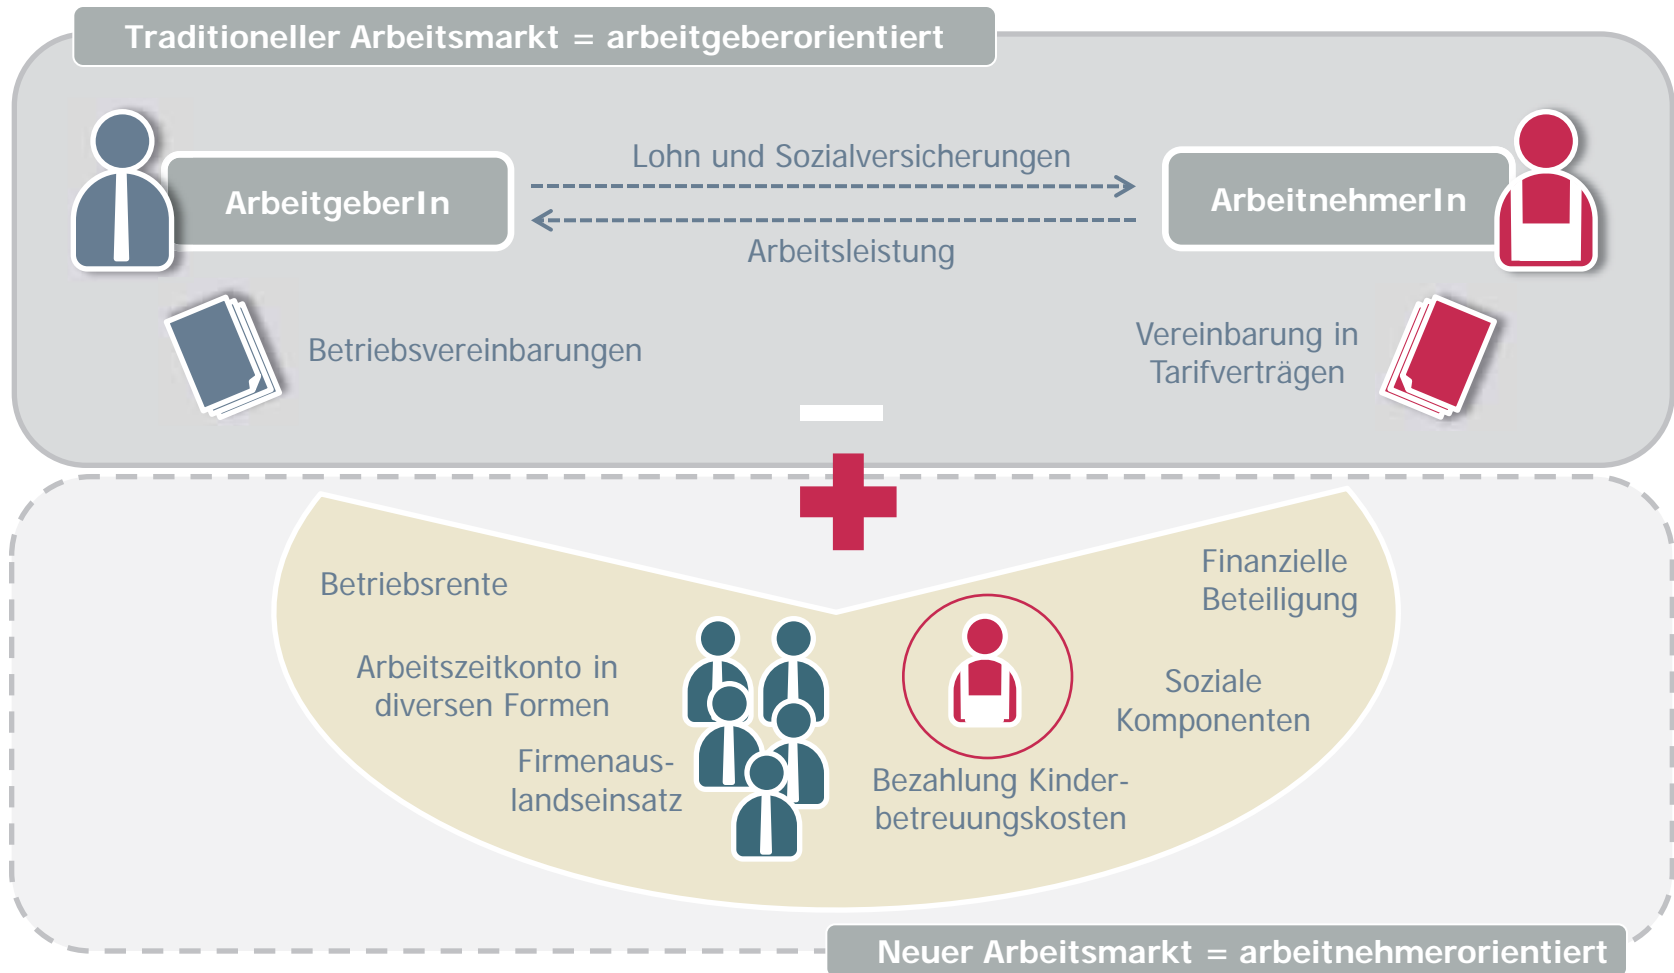 Traditioneller Arbeitsmarkt = arbeitgeberorientiert
ArbeitgeberIn
Lohn und Sozialversicherungen
Arbeitsleistung
ArbeitnehmerIn
Betriebsvereinbarungen
Vereinbarung in
Tarifverträgen
Betriebsrente
Arbeitszeitkonto in
diversen Formen
Firmenaus-
landseinsatz
Finanzielle
Beteiligung
Soziale
Komponenten
Bezahlung Kinder-
betreuungskosten
Neuer Arbeitsmarkt = arbeitnehmerorientiert